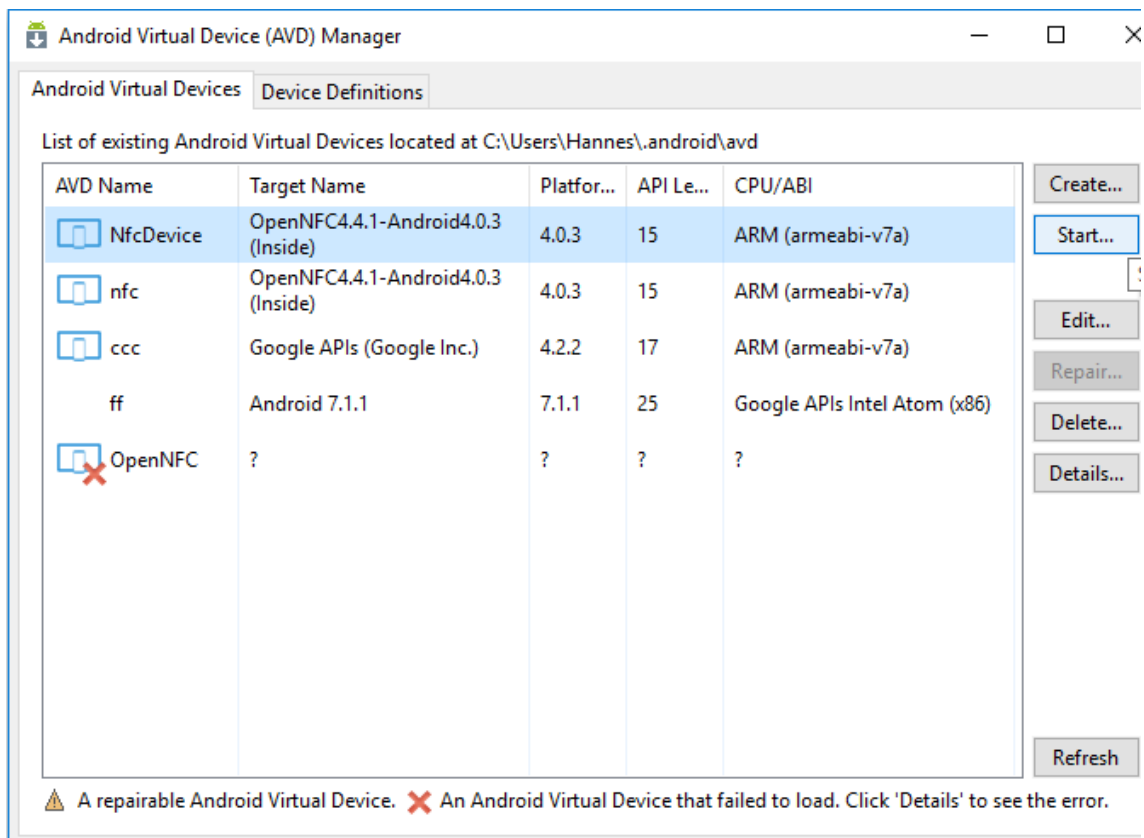 Android Virtual Device (AVD) Manager
Android Virtual Devices
Device Definitions
List of existing Android Virtual Devices located at C:\Users\Hannes\.android\avd
AVD Name Target Name Platfor... API Le... CPU/ABI
NfcDevice OpenNFC4.4.1-Android4.0.3 (Inside) 4.0.3 15 ARM (armeabi-v7a)
nfc OpenNFC4.4.1-Android4.0.3 (Inside) 4.0.3 15 ARM (armeabi-v7a)
ccc Google APIs (Google Inc.) 4.2.2 17 ARM (armeabi-v7a)
ff Android 7.1.1 7.1.1 25 Google APIs Intel Atom (x86)
OpenNFC ? ? ? ?
Create...
Start...
Edit...
Repair...
Delete...
Details...
Refresh
A repairable Android Virtual Device. An Android Virtual Device that failed to load. Click 'Details' to see the error.